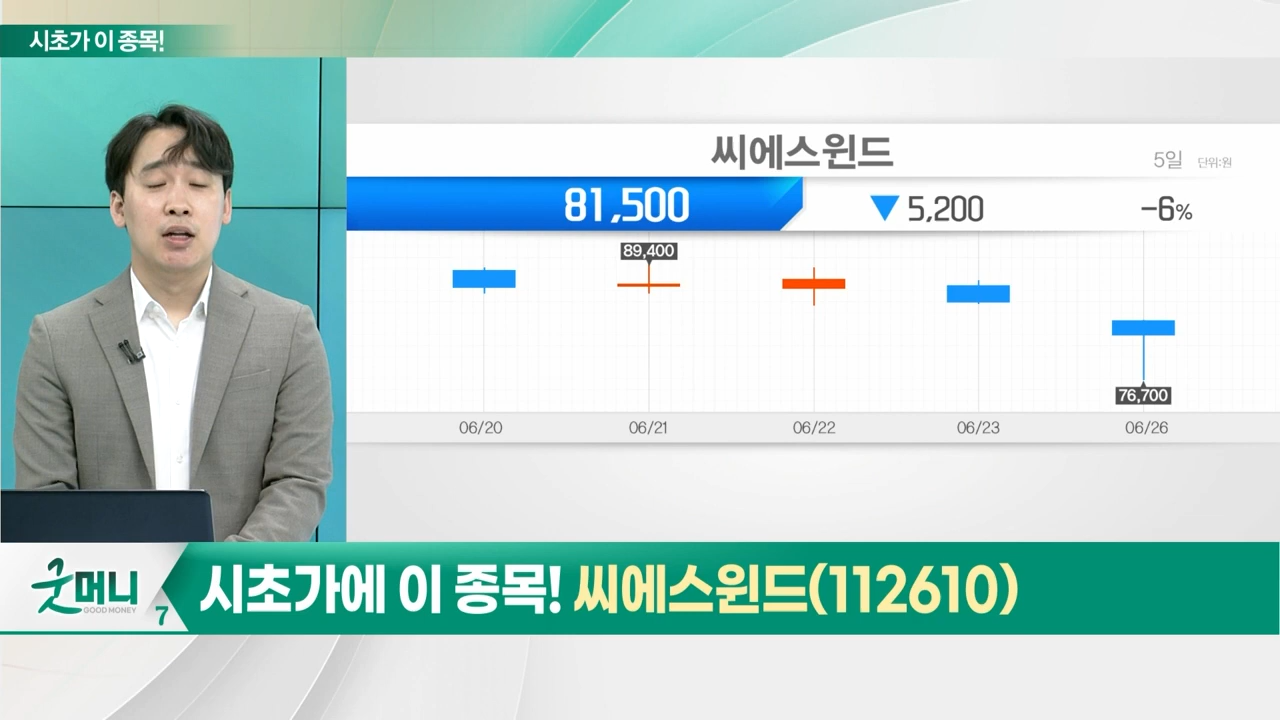 시초가 이 종목!
씨에스윈드
5일 단위:원
81,500 ▼ 5,200 -6%
89,400
76,700
06/20 06/21 06/22 06/23 06/26
굿머니 7
GOOD MONEY
시초가에 이 종목! 씨에스윈드(112610)